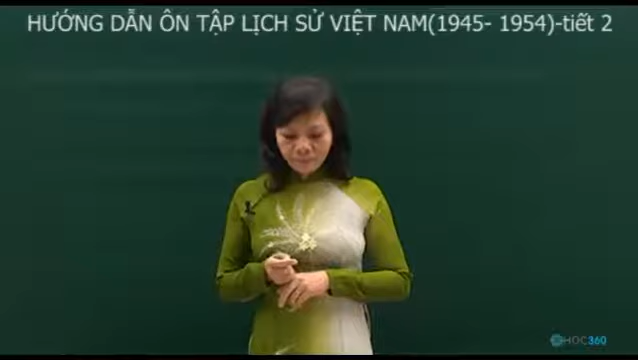 HƯỚNG DẪN ÔN TẬP LỊCH SỬ VIỆT NAM(1945- 1954)-tiết 2
HOC360